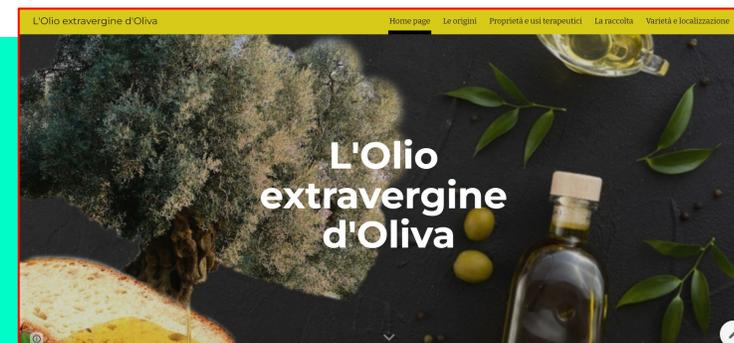 L'Olio extravergine d'Oliva
Home page Le origini Proprietà e usi terapeutici La raccolta Varietà e localizzazione
L'Olio
extravergine
d'Oliva